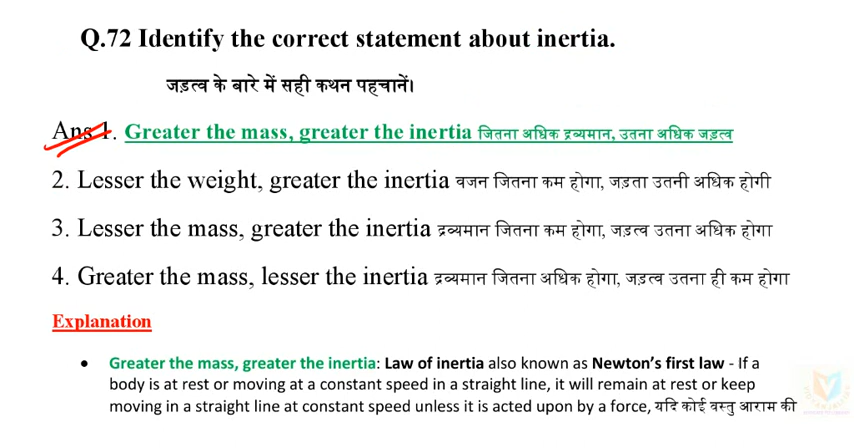 Q.72 Identify the correct statement about inertia.
जड़त्व के बारे में सही कथन पहचानें।
Ans 1. Greater the mass, greater the inertia जितना अधिक द्रव्यमान, उतना अधिक जड़त्व
2. Lesser the weight, greater the inertia वजन जितना कम होगा, जड़ता उतनी अधिक होगी
3. Lesser the mass, greater the inertia द्रव्यमान जितना कम होगा, जड़त्व उतना अधिक होगा
4. Greater the mass, lesser the inertia द्रव्यमान जितना अधिक होगा, जड़त्व उतना ही कम होगा
Explanation
• Greater the mass, greater the inertia: Law of inertia also known as Newton's first law - If a
body is at rest or moving at a constant speed in a straight line, it will remain at rest or keep
moving in a straight line at constant speed unless it is acted upon by a force, यदि कोई वस्तु आराम की